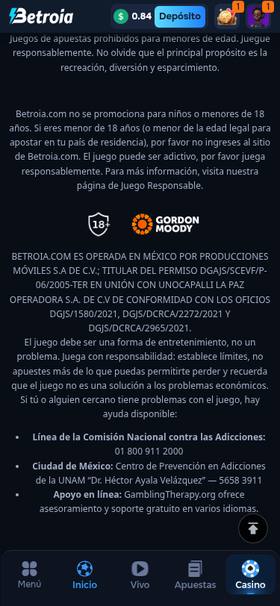 Betroia
$ 0.84 Depósito
1 1
Juegos de apuestas prohibidos para menores de edad. Juegue
responsablemente. No olvide que el principal propósito es la
recreación, diversión y esparcimiento.
Betroia.com no se promociona para niños o menores de 18
años. Si eres menor de 18 años (o menor de la edad legal para
apostar en tu país de residencia), por favor no ingreses al sitio
de Betroia.com. El juego puede ser adictivo, por favor juega
responsablemente. Para más información, visita nuestra
página de Juego Responsable.
18+ GORDON
MOODY
BETROIA.COM ES OPERADA EN MÉXICO POR PRODUCCIONES
MÓVILES S.A DE C.V.; TITULAR DEL PERMISO DGAJS/SCEVF/P-
06/2005-TER EN UNIÓN CON UNOCAPALLI LA PAZ
OPERADORA S.A. DE C.V DE CONFORMIDAD CON LOS OFICIOS
DGJS/1580/2021, DGJS/DCRCA/2272/2021 Y
DGJS/DCRCA/2965/2021.
El juego debe ser una forma de entretenimiento, no un
problema. Juega con responsabilidad: establece límites, no
apuestes más de lo que puedas permitirte perder y recuerda
que el juego no es una solución a los problemas económicos.
Si tú o alguien cercano tiene problemas con el juego, hay
ayuda disponible:
• Línea de la Comisión Nacional contra las Adicciones:
01 800 911 2000
• Ciudad de México: Centro de Prevención en Adicciones
de la UNAM “Dr. Héctor Ayala Velázquez” — 5658 3911
• Apoyo en línea: GamblingTherapy.org ofrece
asesoramiento y soporte gratuito en varios idiomas.
Menú Inicio Vivo Apuestas Casino